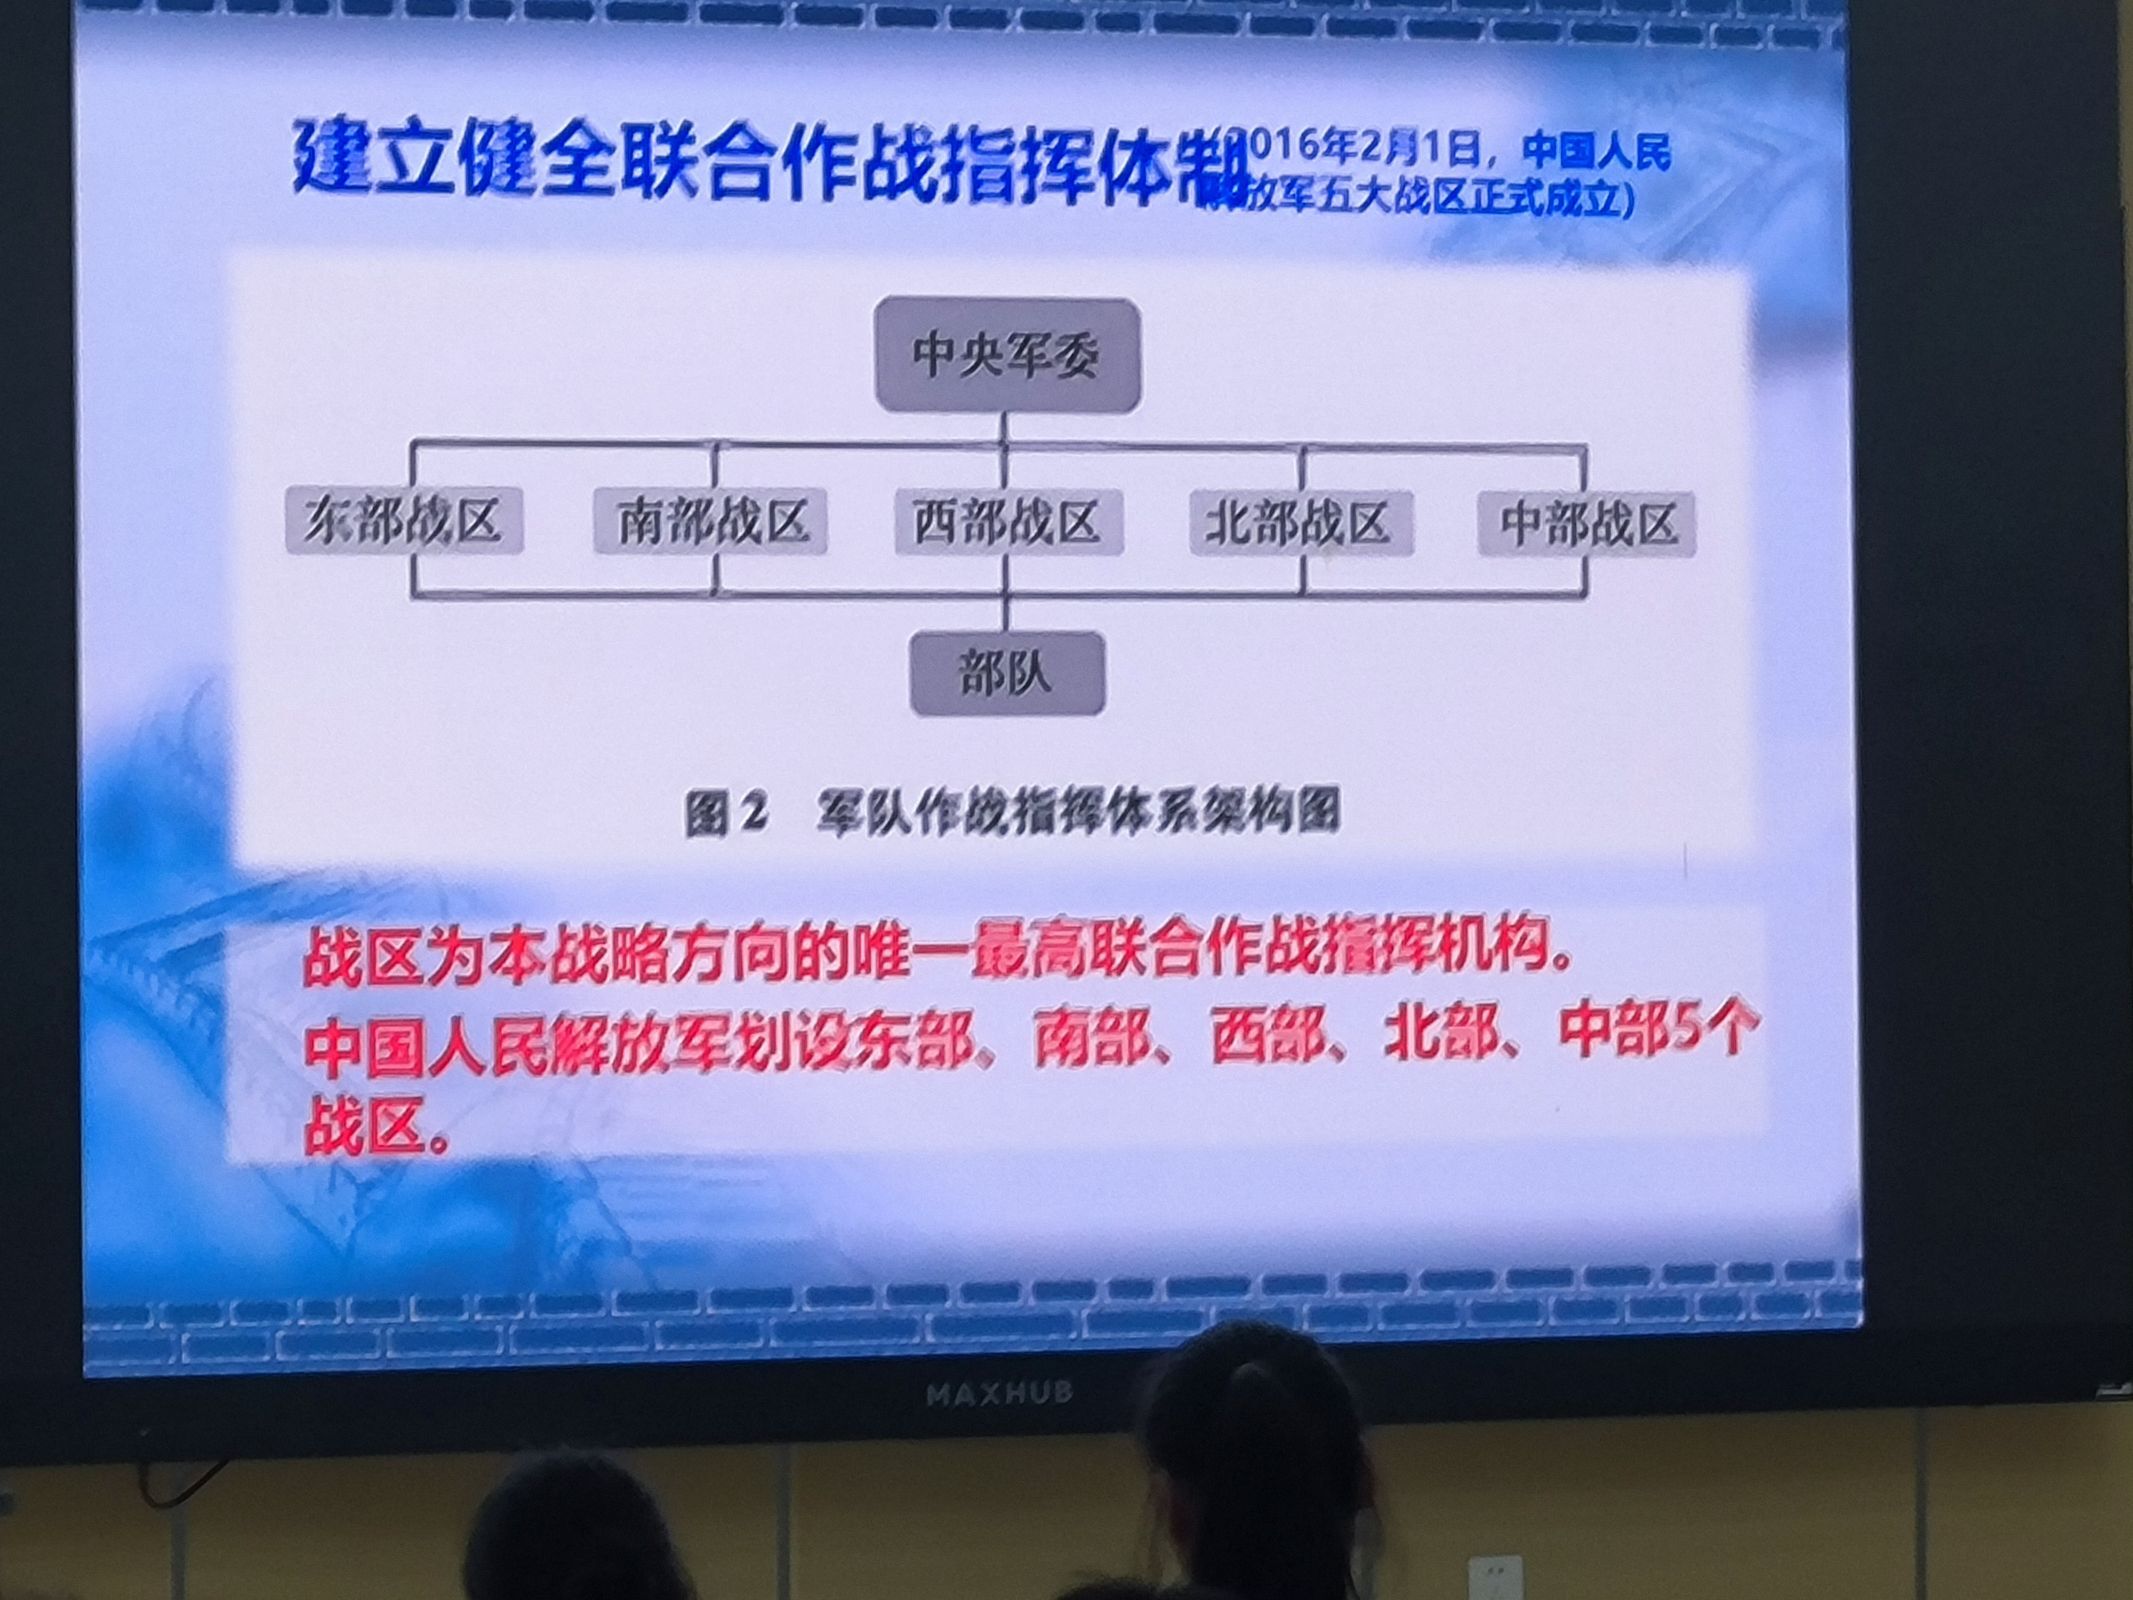 建立健全联合作战指挥体制
(2016年2月1日，中国人民
解放军五大战区正式成立)
中央军委
东部战区 南部战区 西部战区 北部战区 中部战区
部队
图2 军队作战指挥体系架构图
战区为本战略方向的唯一最高联合作战指挥机构。
中国人民解放军划设东部、南部、西部、北部、中部5个
战区。
MAXHUB